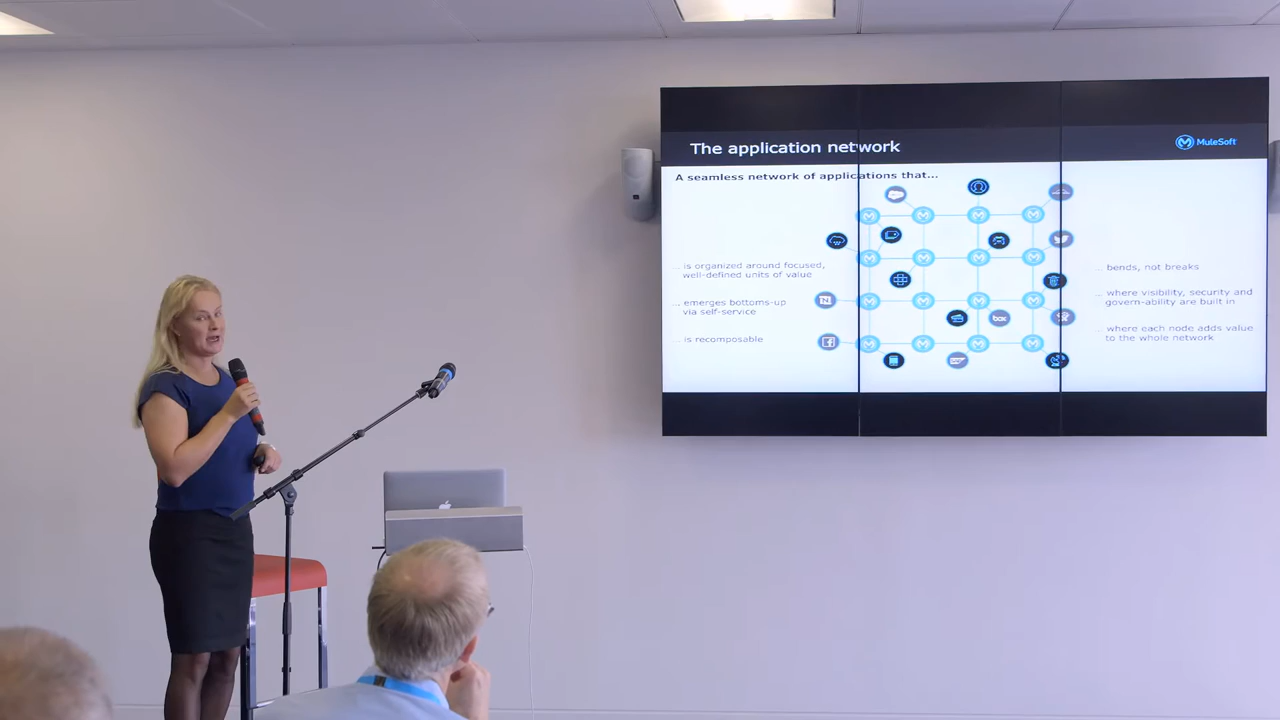 The application network
MuleSoft
A seamless network of applications that...
... is organized around focused,
well-defined units of value
... emerges bottoms-up
via self-service
... is recomposable
... bends, not breaks
... where visibility, security and
govern-ability are built in
... where each node adds value
to the whole network
box